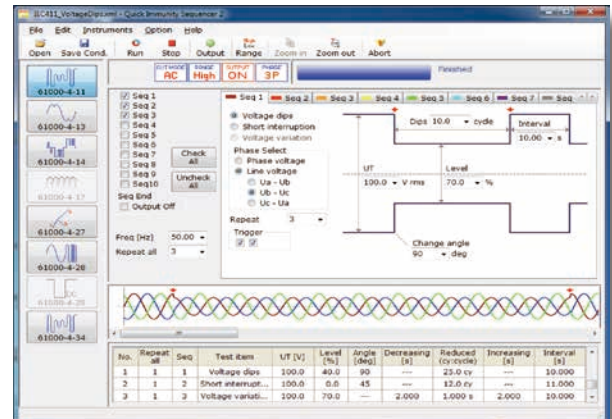 IEC411_VoltageDips.xml - Quick Immunity Sequencer 2
File Edit Instruments Option Help
Open Save Cond. Run Stop Output Range Zoom in Zoom out Abort
AC High ON 3P Finished
61000-4-11
61000-4-13
61000-4-14
61000-4-17
61000-4-27
61000-4-28
61000-4-29
61000-4-34
Seq 1
Seq 2
Seq 3
Seq 4
Seq 5
Seq 6
Seq 7
Seq 8
Seq 9
Seq10
Check All
Uncheck All
Seq End
Output Off
Freq [Hz] 50.00
Repeat all 3
Seq 1 Seq 2 Seq 3 Seq 4 Seq 5 Seq 6 Seq 7 Seq
Voltage dips
Short interruption
Voltage variation
Phase Select
Phase voltage
Line voltage
Ua - Ub
Ub - Uc
Uc - Ua
Repeat 3
Trigger
Dips 10.0 cycle
Interval
10.00 s
UT
100.0 V rms
Level
70.0 %
Change angle
90 deg
No. Repeat all Seq Test item UT [V] Level [%] Angle [deg] Decreasing [s] Reduced (cy:cycle) Increasing [s] Interval [s]
1 1 1 Voltage dips 100.0 40.0 90 --- 25.0 cy --- 10.000
2 1 2 Short interrupt... 100.0 0.0 45 --- 12.0 cy --- 11.000
3 1 3 Voltage variati... 100.0 70.0 --- 2.000 1.000 s 2.000 10.000